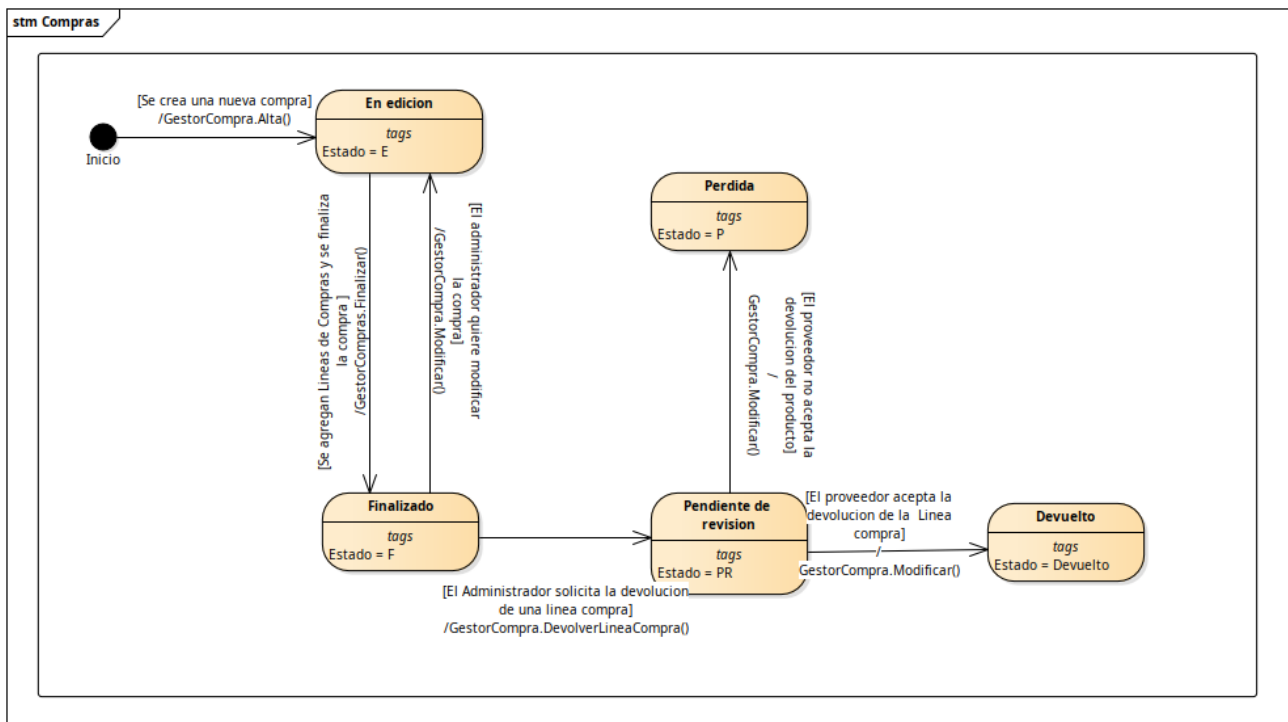 stm Compras
[Se crea una nueva compra]
/GestorCompra.Alta()
Inicio
En edicion
tags
Estado = E
[Se agregan Lineas de Compras y se finaliza
la compra ]
/GestorCompras.Finalizar()
[El administrador quiere modificar
la compra]
/GestorCompra.Modificar()
Perdida
tags
Estado = P
[El proveedor no acepta la
devolucion del producto]
/
GestorCompra.Modificar()
Finalizado
tags
Estado = F
[El Administrador solicita la devolucion
de una linea compra]
/GestorCompra.DevolverLineaCompra()
Pendiente de
revision
tags
Estado = PR
[El proveedor acepta la
devolucion de la  Linea
compra]
/
GestorCompra.Modificar()
Devuelto
tags
Estado = Devuelto